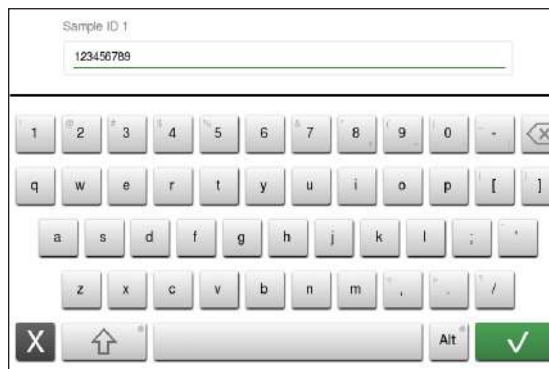 Sample ID 1
123456789
1 @ 2 # 3 $ 4 % 5 6 & 7 * 8 ( 9 ) 0 - 
q w e r t y u i o p [ ]
a s d f g h j k l ; '
z x c v b n m , . /
X Alt